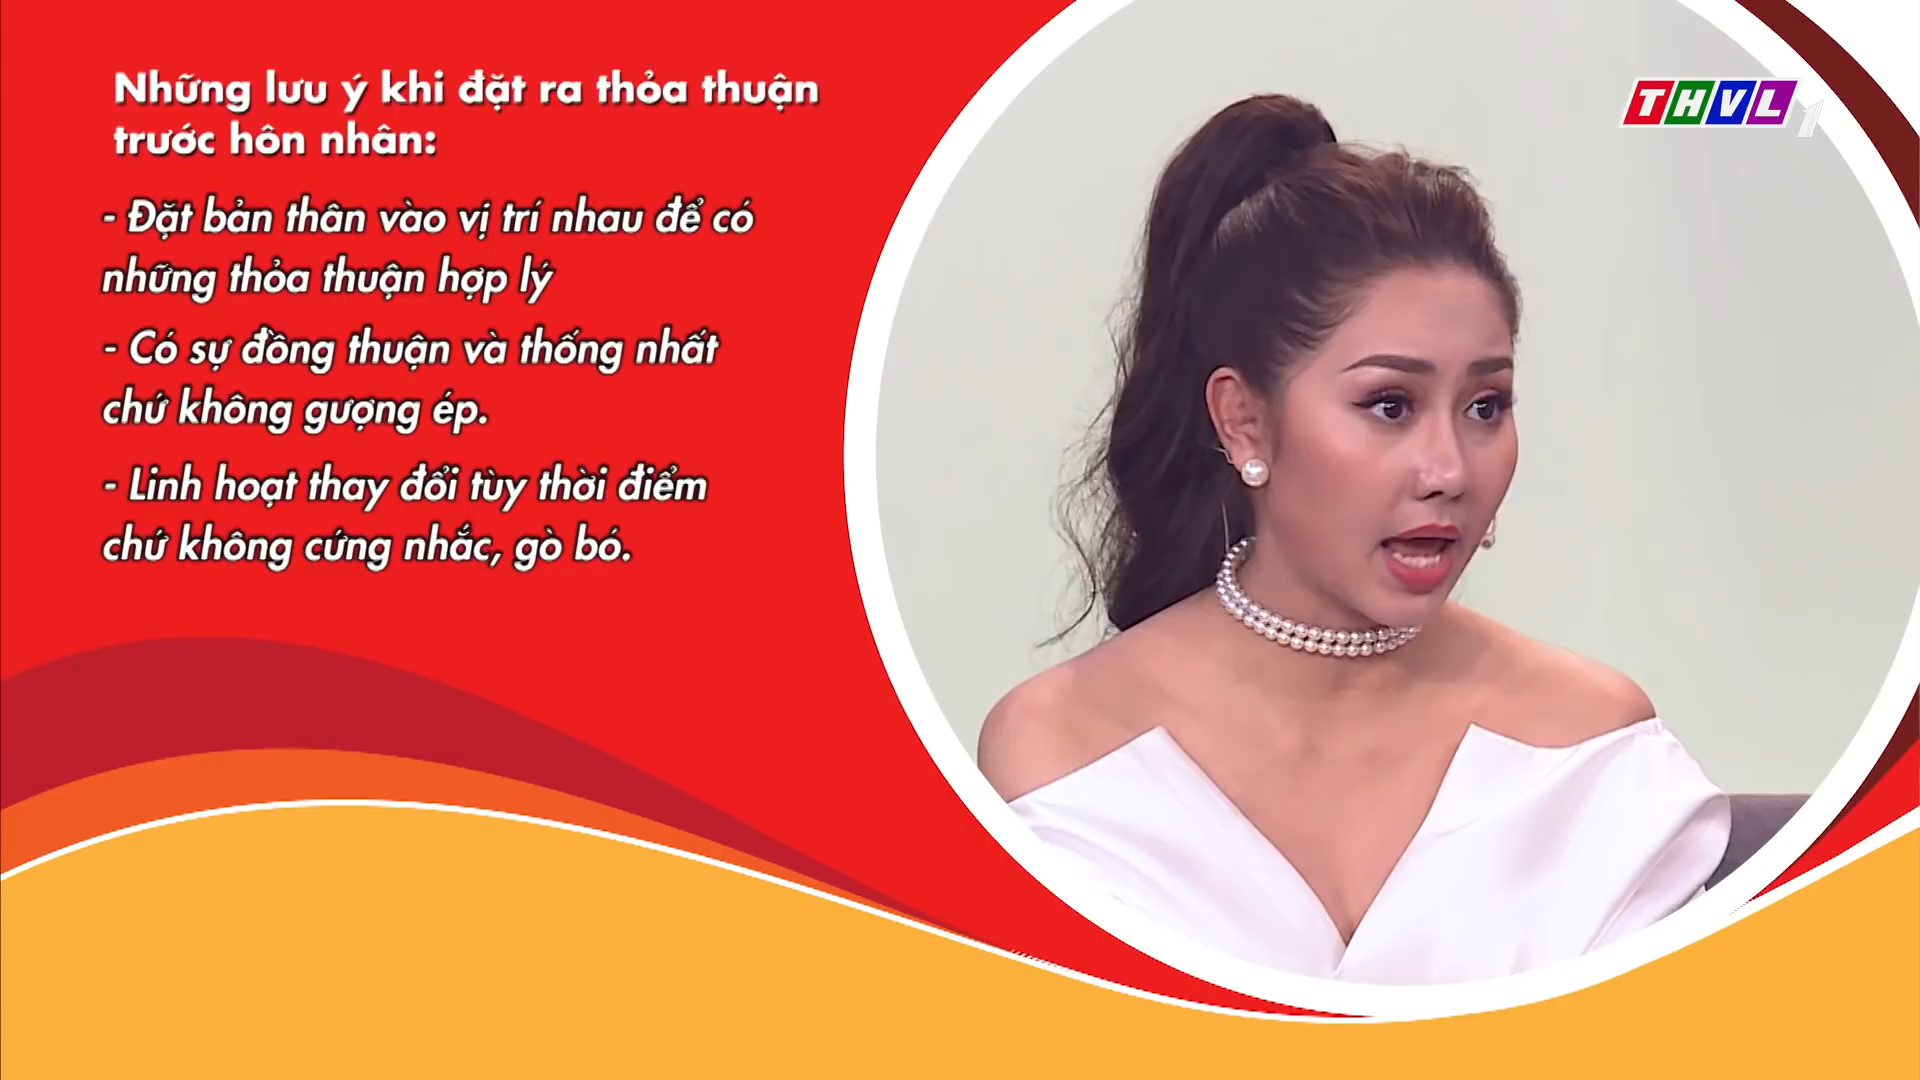 Những lưu ý khi đặt ra thỏa thuận
trước hôn nhân:
- Đặt bản thân vào vị trí nhau để có
những thỏa thuận hợp lý
- Có sự đồng thuận và thống nhất
chứ không gượng ép.
- Linh hoạt thay đổi tùy thời điểm
chứ không cứng nhắc, gò bó.
THVL1